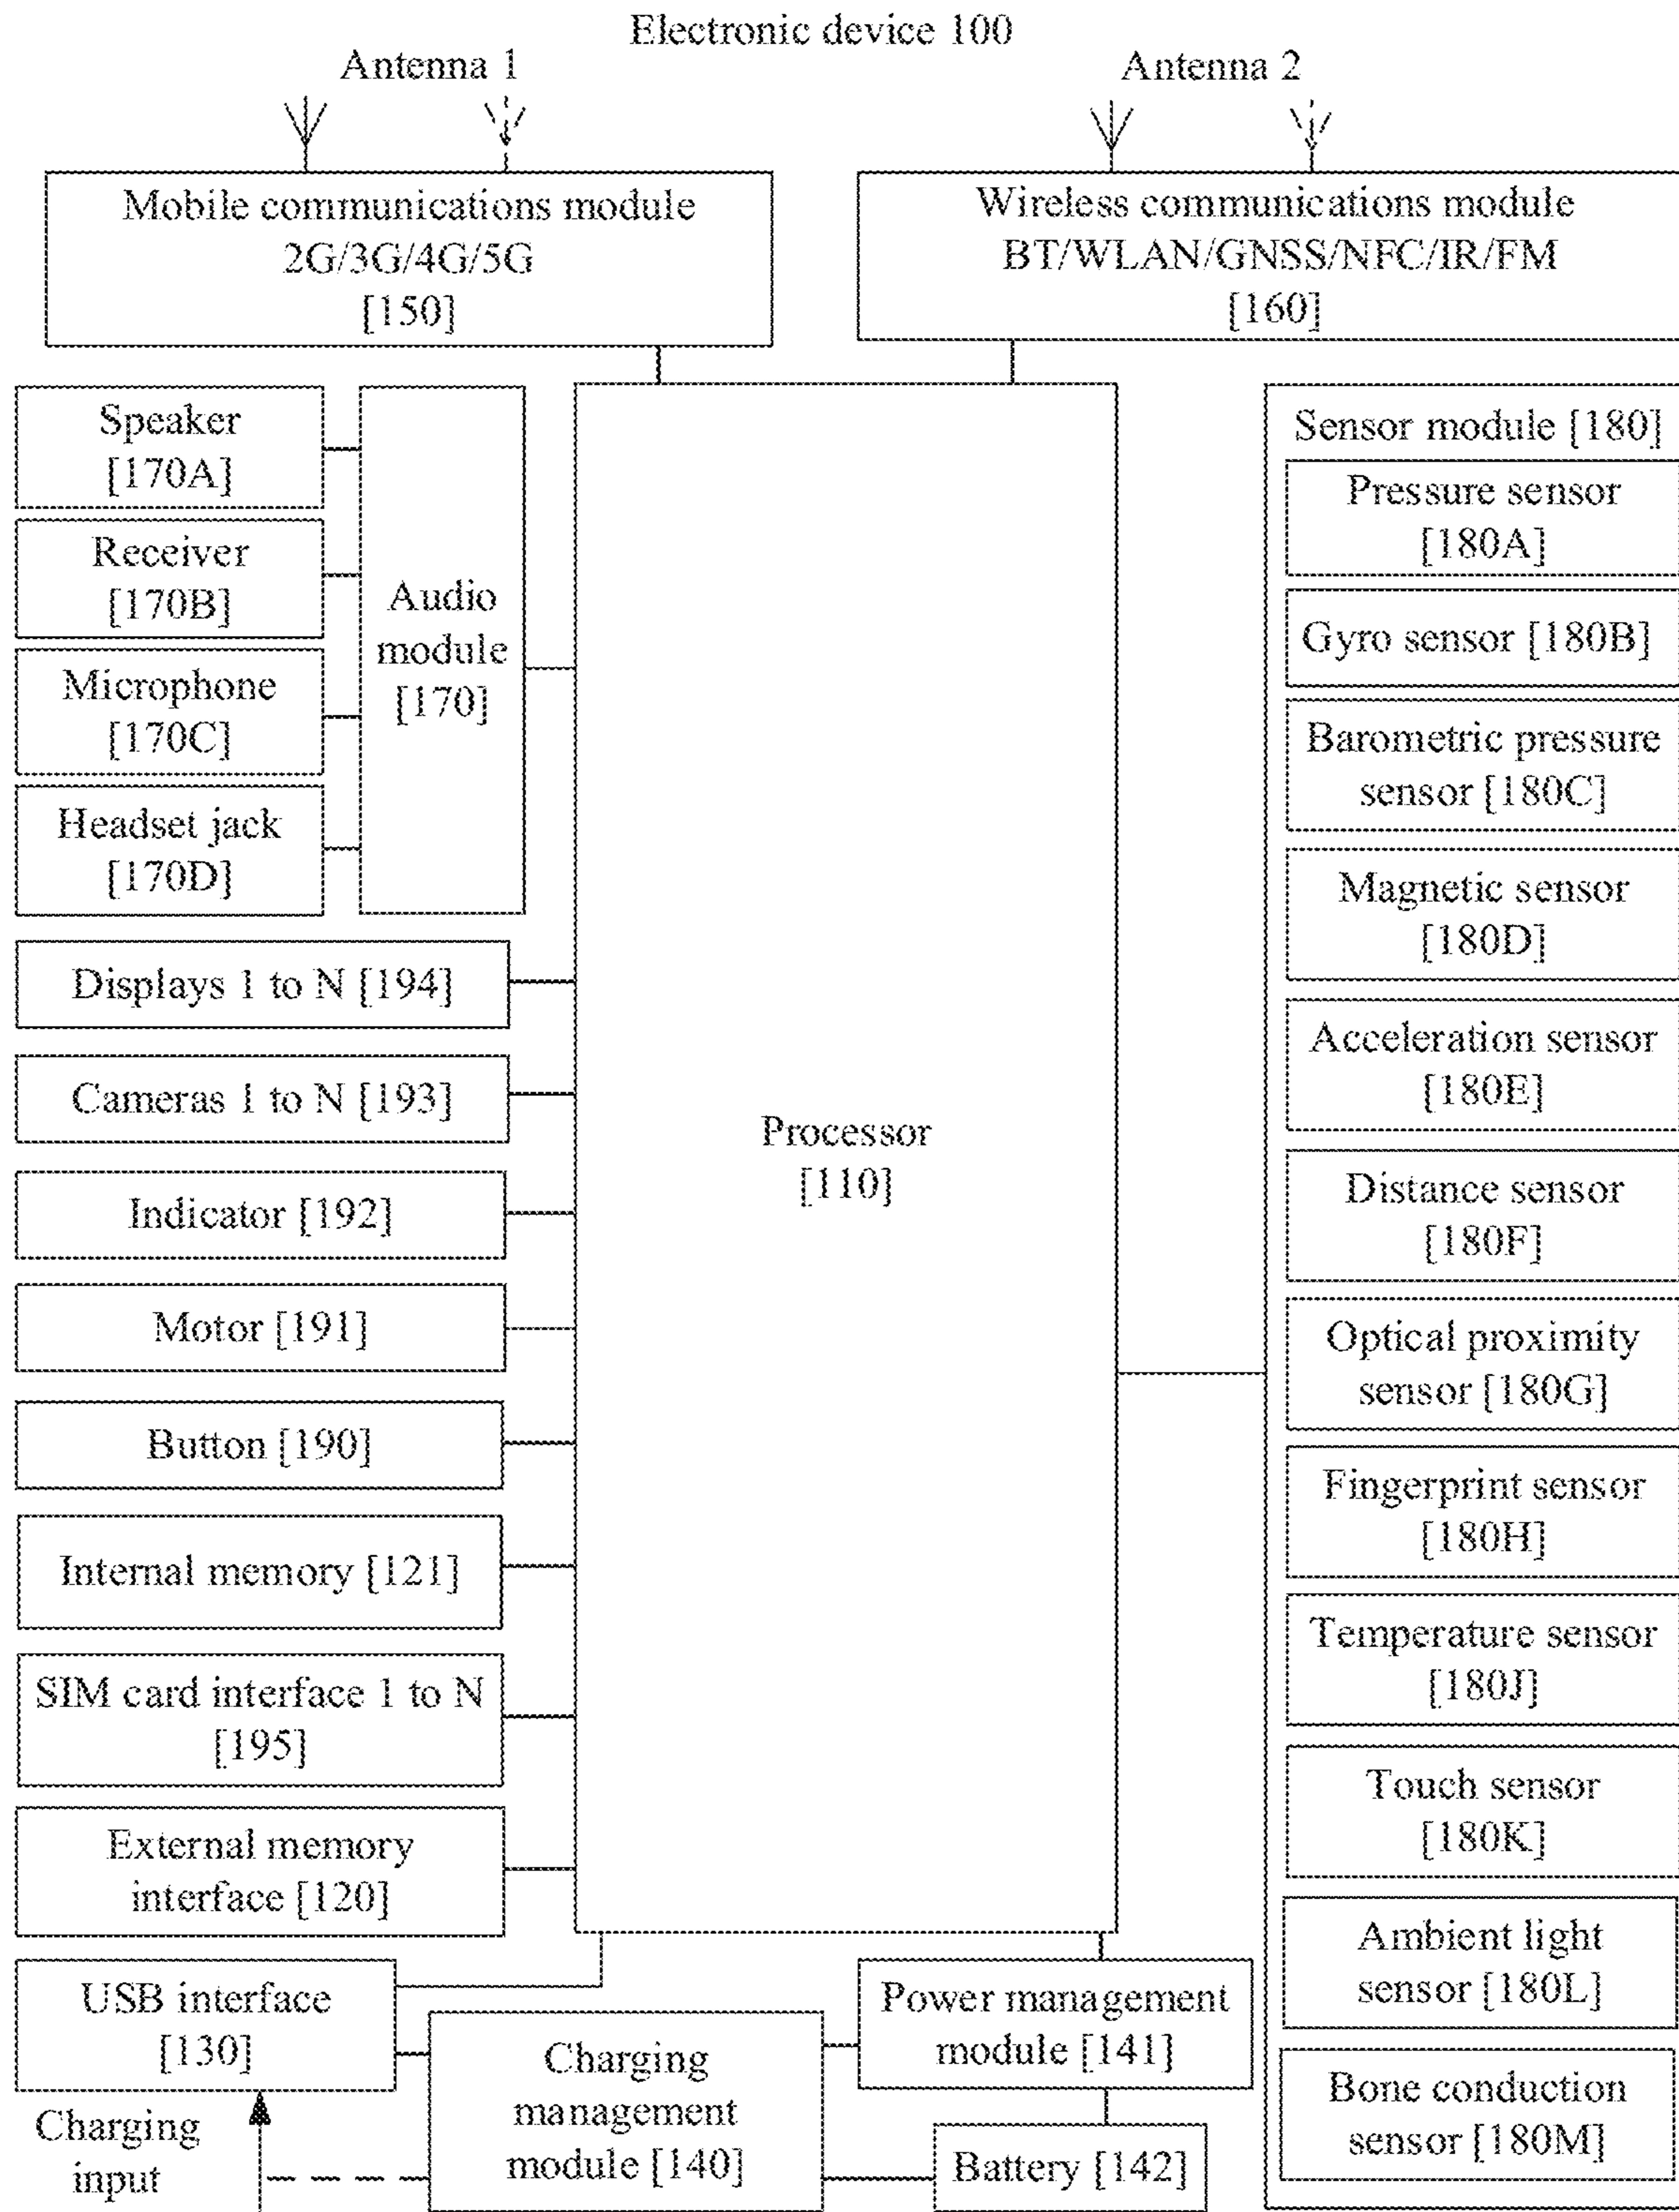 Electronic device 100
Antenna 1
Antenna 2
Mobile communications module
2G/3G/4G/5G
[150]
Wireless communications module
BT/WLAN/GNSS/NFC/IR/FM
[160]
Speaker
[170A]
Receiver
[170B]
Microphone
[170C]
Headset jack
[170D]
Audio
module
[170]
Displays 1 to N [194]
Cameras 1 to N [193]
Indicator [192]
Motor [191]
Button [190]
Internal memory [121]
SIM card interface 1 to N
[195]
External memory
interface [120]
Processor
[110]
Sensor module [180]
Pressure sensor
[180A]
Gyro sensor [180B]
Barometric pressure
sensor [180C]
Magnetic sensor
[180D]
Acceleration sensor
[180E]
Distance sensor
[180F]
Optical proximity
sensor [180G]
Fingerprint sensor
[180H]
Temperature sensor
[180J]
Touch sensor
[180K]
Ambient light
sensor [180L]
Bone conduction
sensor [180M]
USB interface
[130]
Charging
input
Charging
management
module [140]
Power management
module [141]
Battery [142]